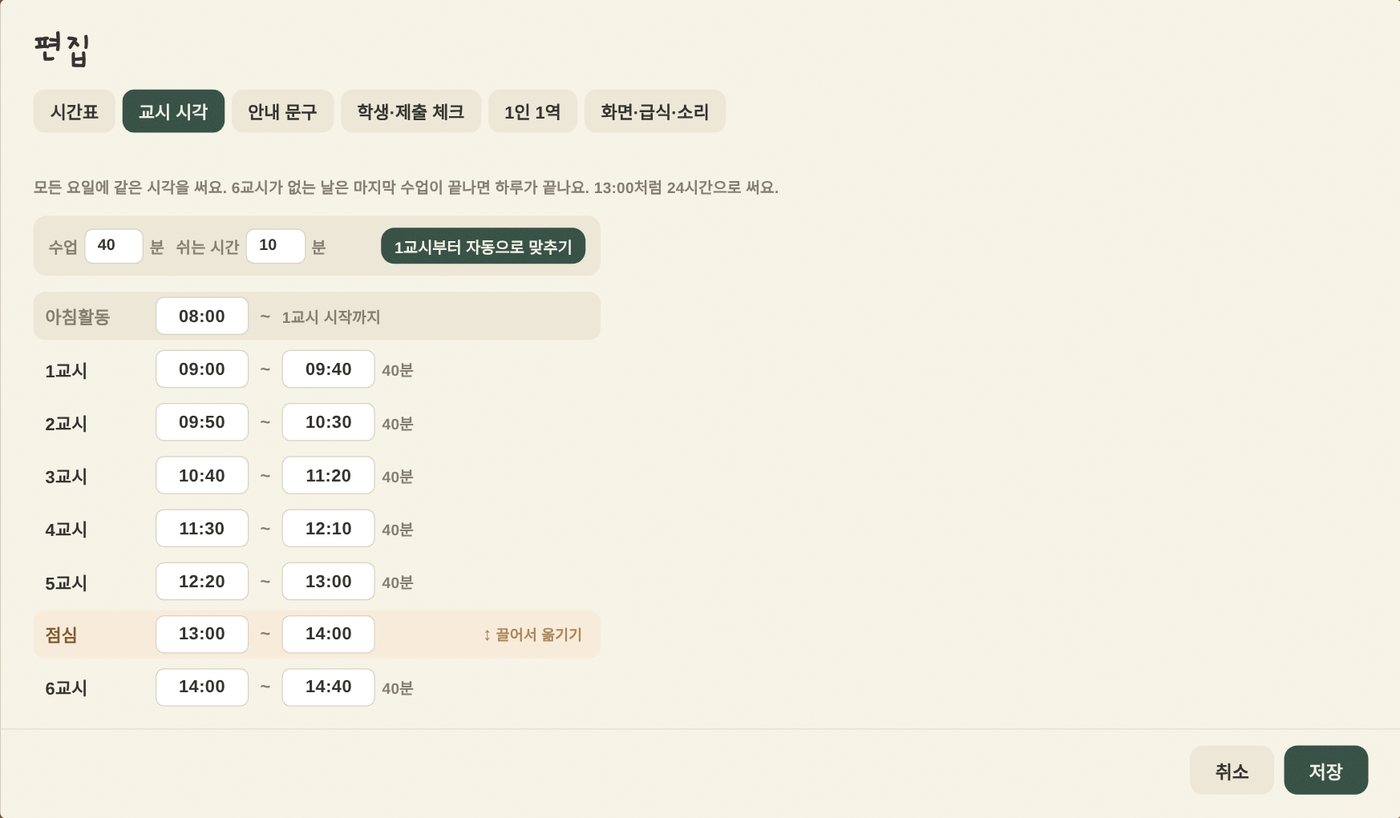 편집
시간표 교시 시각 안내 문구 학생·제출 체크 1인 1역 화면·급식·소리
모든 요일에 같은 시각을 써요. 6교시가 없는 날은 마지막 수업이 끝나면 하루가 끝나요. 13:00처럼 24시간으로 써요.
수업 40 분 쉬는 시간 10 분 1교시부터 자동으로 맞추기
아침활동 08:00 ~ 1교시 시작까지
1교시 09:00 ~ 09:40 40분
2교시 09:50 ~ 10:30 40분
3교시 10:40 ~ 11:20 40분
4교시 11:30 ~ 12:10 40분
5교시 12:20 ~ 13:00 40분
점심 13:00 ~ 14:00 ↕ 끌어서 옮기기
6교시 14:00 ~ 14:40 40분
취소 저장